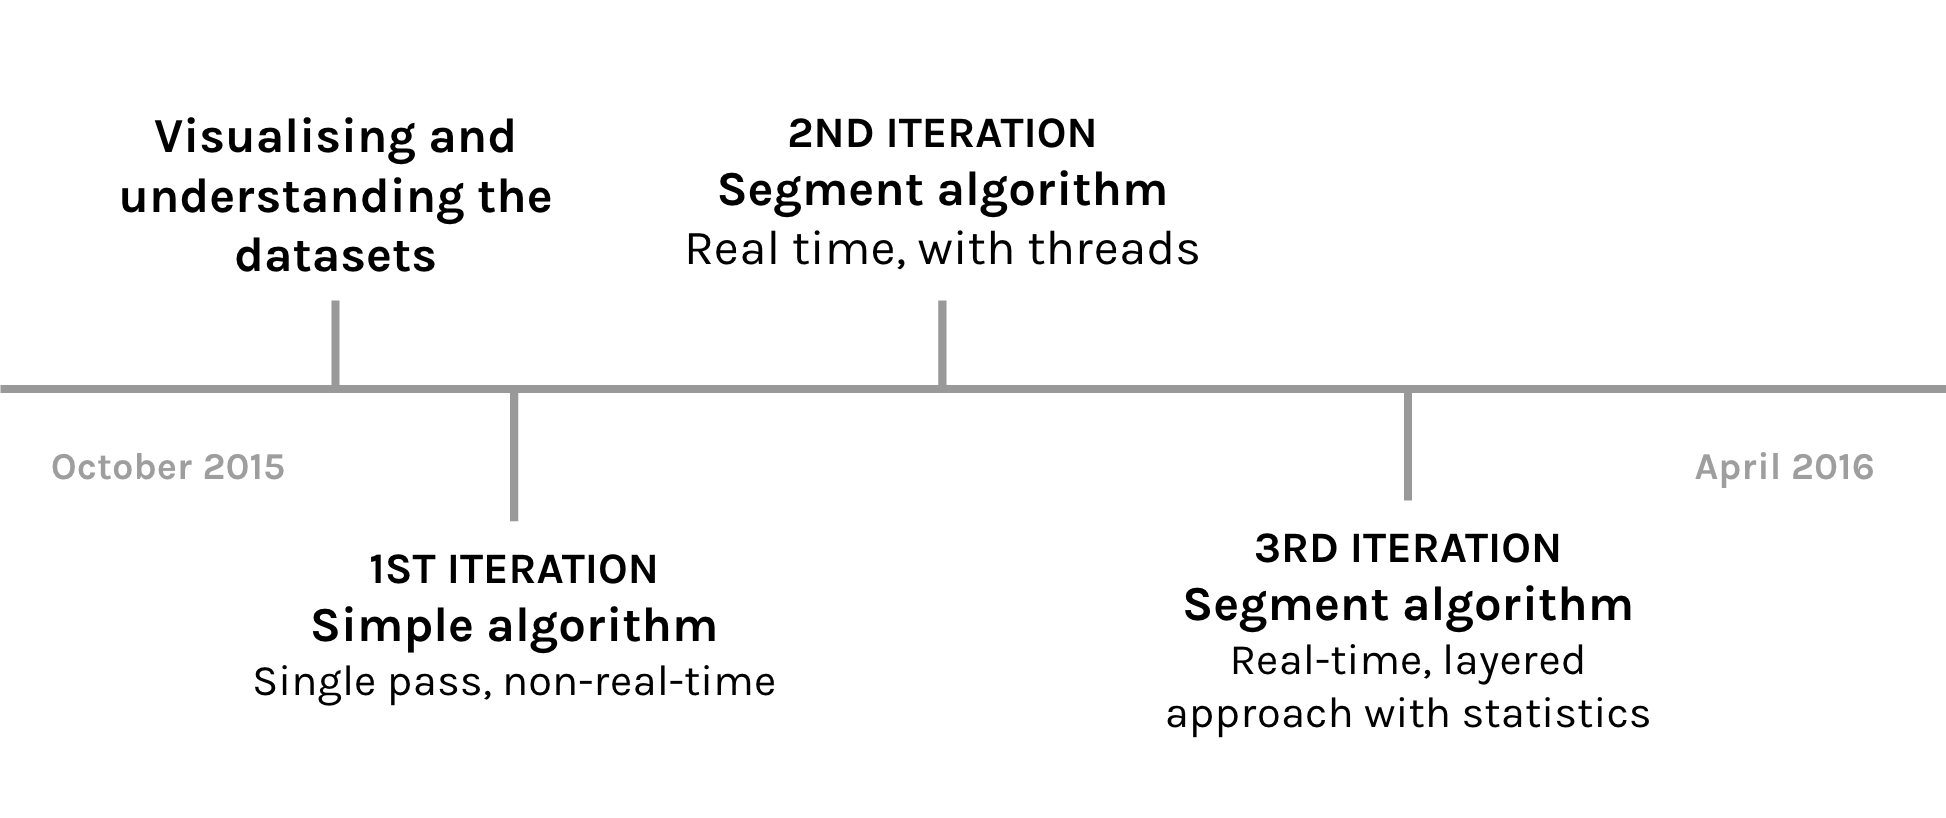 Visualising and
understanding the
datasets
2ND ITERATION
Segment algorithm
Real time, with threads
October 2015
April 2016
1ST ITERATION
Simple algorithm
Single pass, non-real-time
3RD ITERATION
Segment algorithm
Real-time, layered
approach with statistics